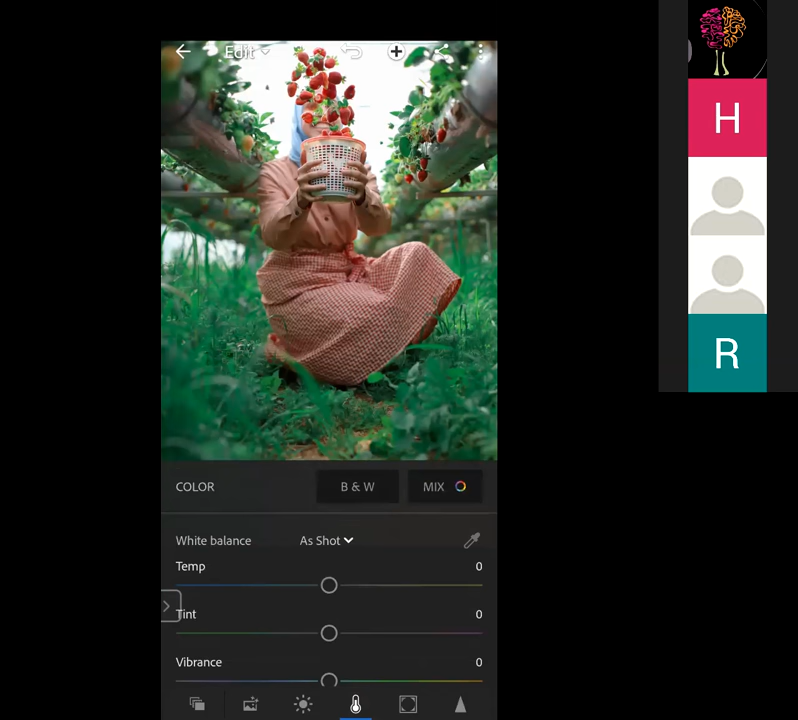 Edit
H
R
COLOR
B & W
MIX
White balance
As Shot
Temp
0
Tint
0
Vibrance
0